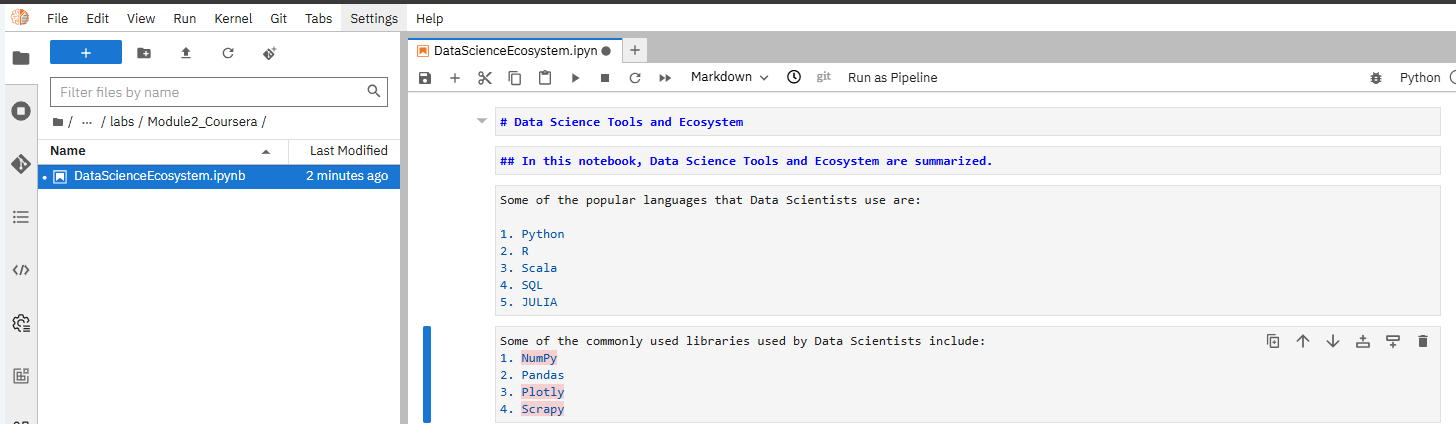 File Edit View Run Kernel Git Tabs Settings Help
+
Filter files by name
/ ... / labs / Module2_Coursera /
Name Last Modified
DataScienceEcosystem.ipynb 2 minutes ago
DataScienceEcosystem.ipyn
+
Markdown git Run as Pipeline Python
# Data Science Tools and Ecosystem
## In this notebook, Data Science Tools and Ecosystem are summarized.
Some of the popular languages that Data Scientists use are:
1. Python
2. R
3. Scala
4. SQL
5. JULIA
Some of the commonly used libraries used by Data Scientists include:
1. NumPy
2. Pandas
3. Plotly
4. Scrapy